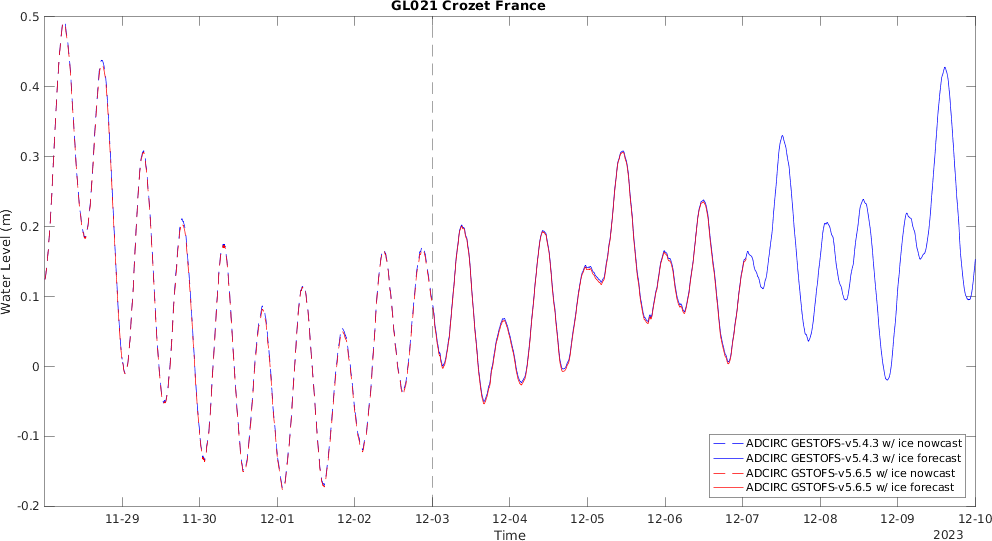 GL021 Crozet France
0.5
0.4
0.3
0.2
0.1
0
-0.1
-0.2
Water Level (m)
ADCIRC GESTOFS-v5.4.3 w/ ice nowcast
ADCIRC GESTOFS-v5.4.3 w/ ice forecast
ADCIRC GSTOFS-v5.6.5 w/ ice nowcast
ADCIRC GSTOFS-v5.6.5 w/ ice forecast
11-29 11-30 12-01 12-02 12-03 12-04 12-05 12-06 12-07 12-08 12-09 12-10
Time
2023